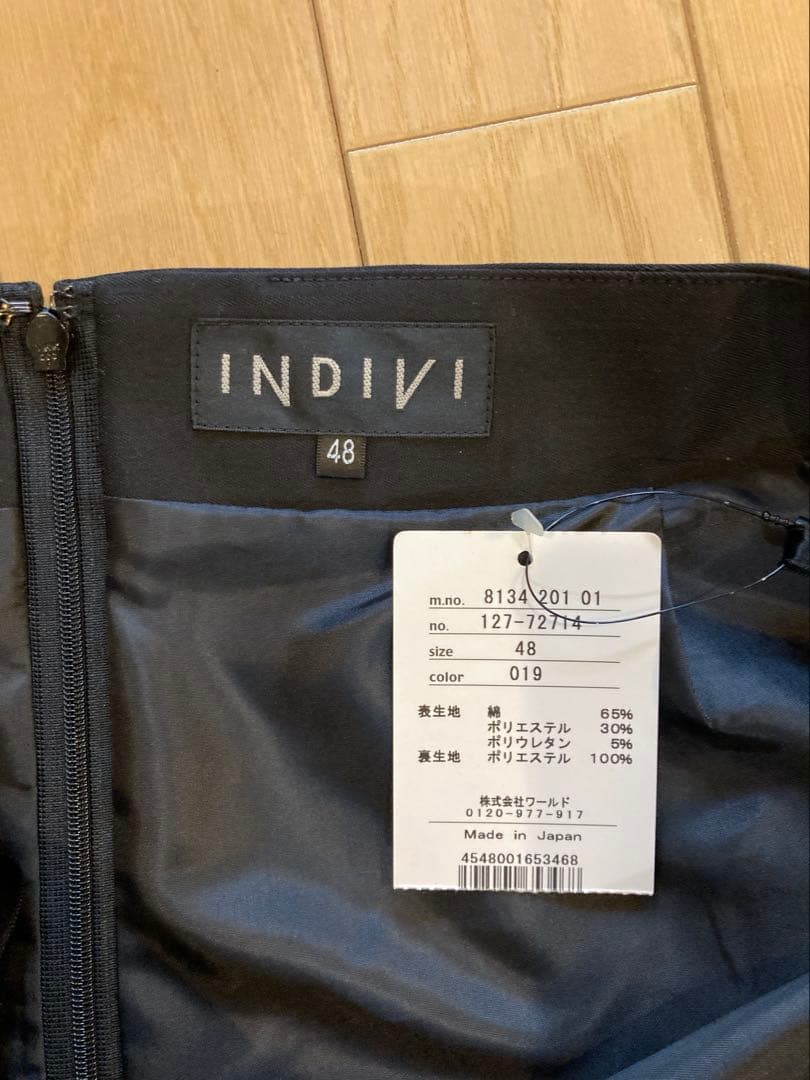 INDIVI
48
m.no. 8134 201 01
no. 127-72714
size 48
color 019
表生地 綿 65%
ポリエステル 30%
ポリウレタン 5%
裏生地 ポリエステル 100%
株式会社ワールド
0120-977-917
Made in Japan
4548001653468